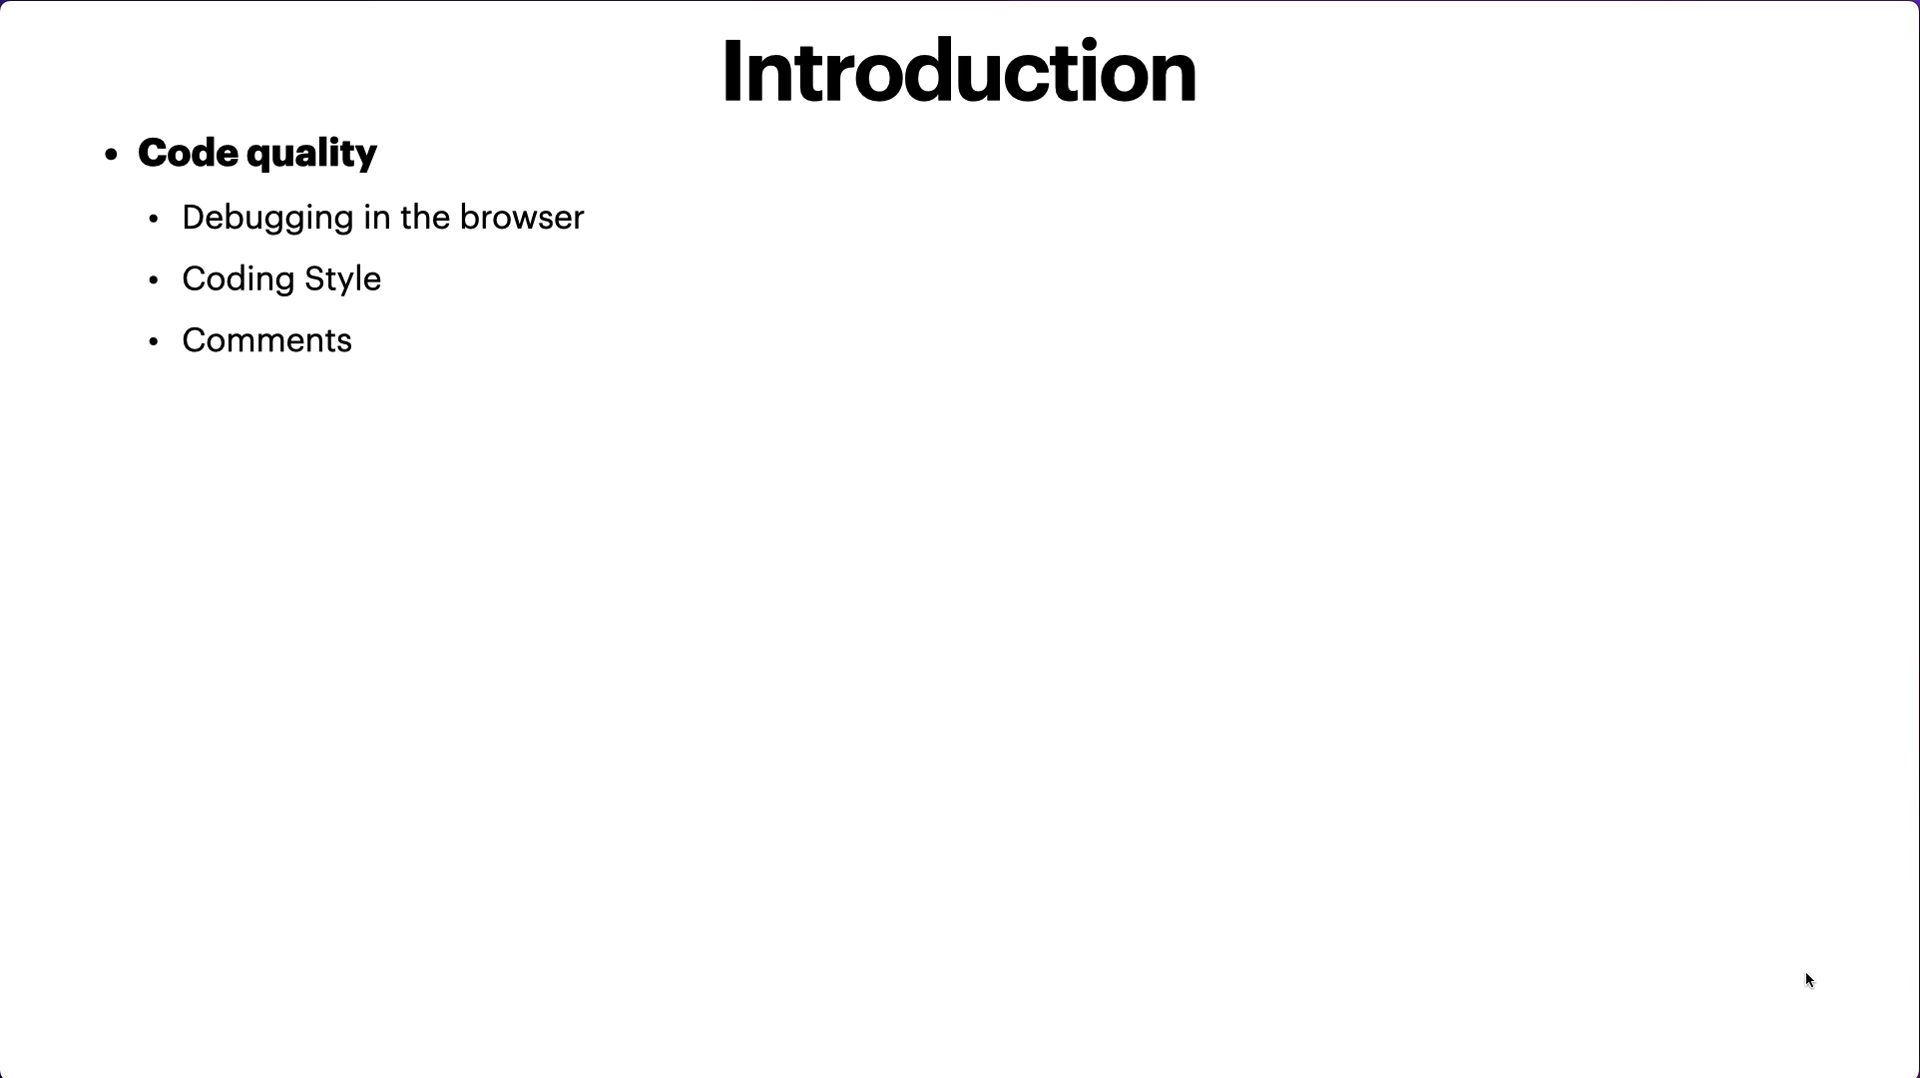 Introduction
• Code quality
• Debugging in the browser
• Coding Style
• Comments